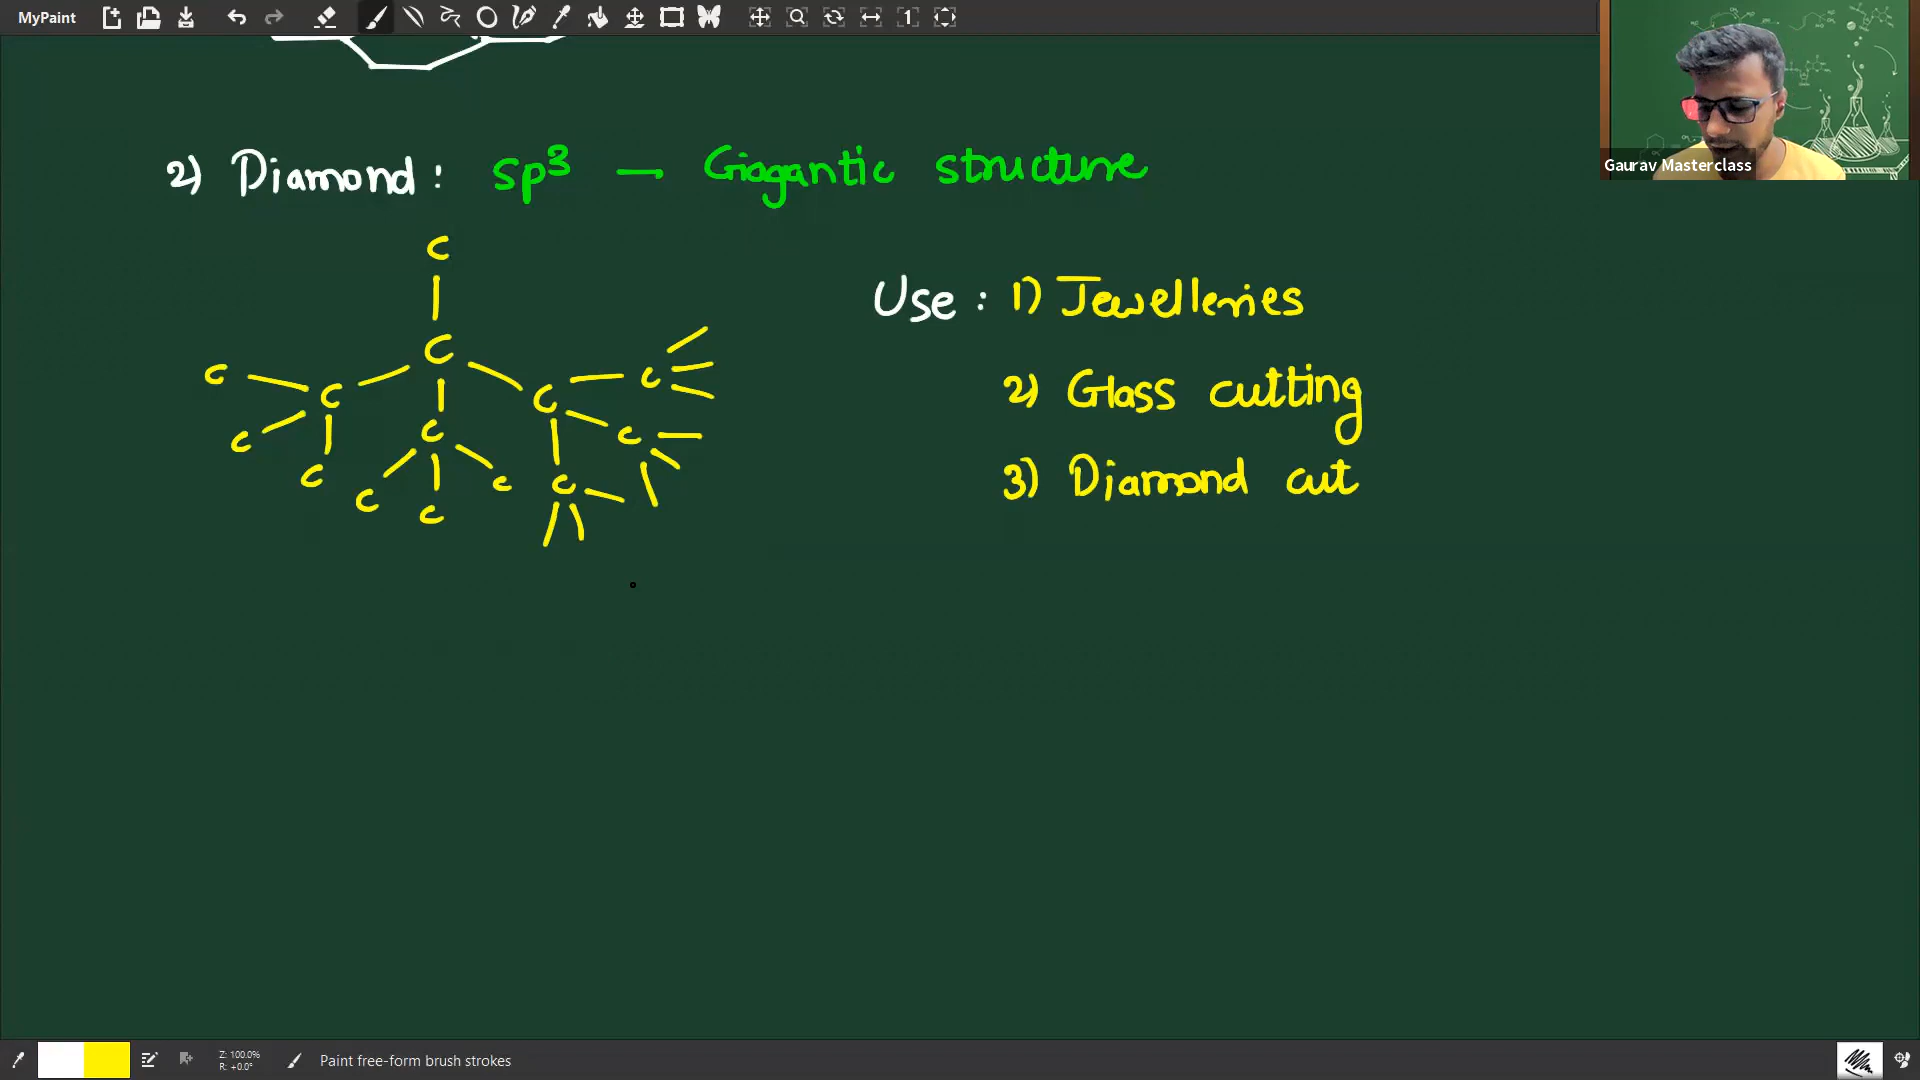 MyPaint
Gaurav Masterclass
2) Diamond : sp³ — Giagantic structure
C
C
C C C C
C C C
C C C C
C C
Use : 1) Jewelleries
2) Glass cutting
3) Diamond cut
Z: 100.0%
R: +0.0°
Paint free-form brush strokes